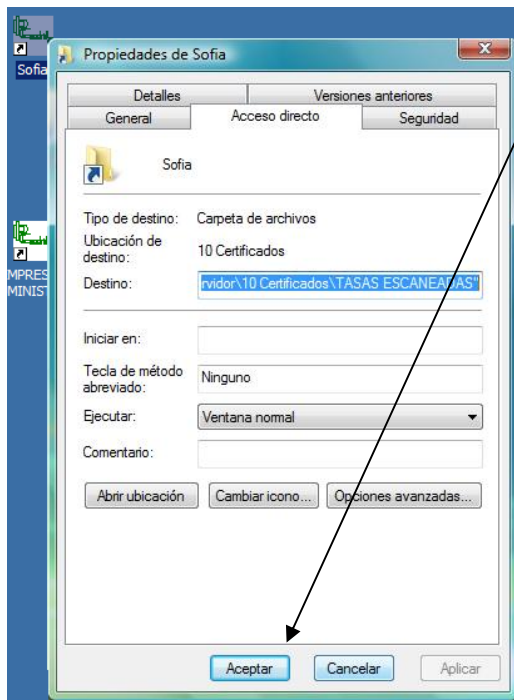 Sofia
Propiedades de Sofia
Detalles
Versiones anteriores
General
Acceso directo
Seguridad
Sofia
Tipo de destino: Carpeta de archivos
Ubicación de destino: 10 Certificados
Destino: rvidor\10 Certificados\TASAS ESCANEADAS"
Iniciar en:
Tecla de método abreviado: Ninguno
Ejecutar: Ventana normal
Comentario:
Abrir ubicación
Cambiar icono...
Opciones avanzadas...
Aceptar
Cancelar
Aplicar
MPRES
MINIST